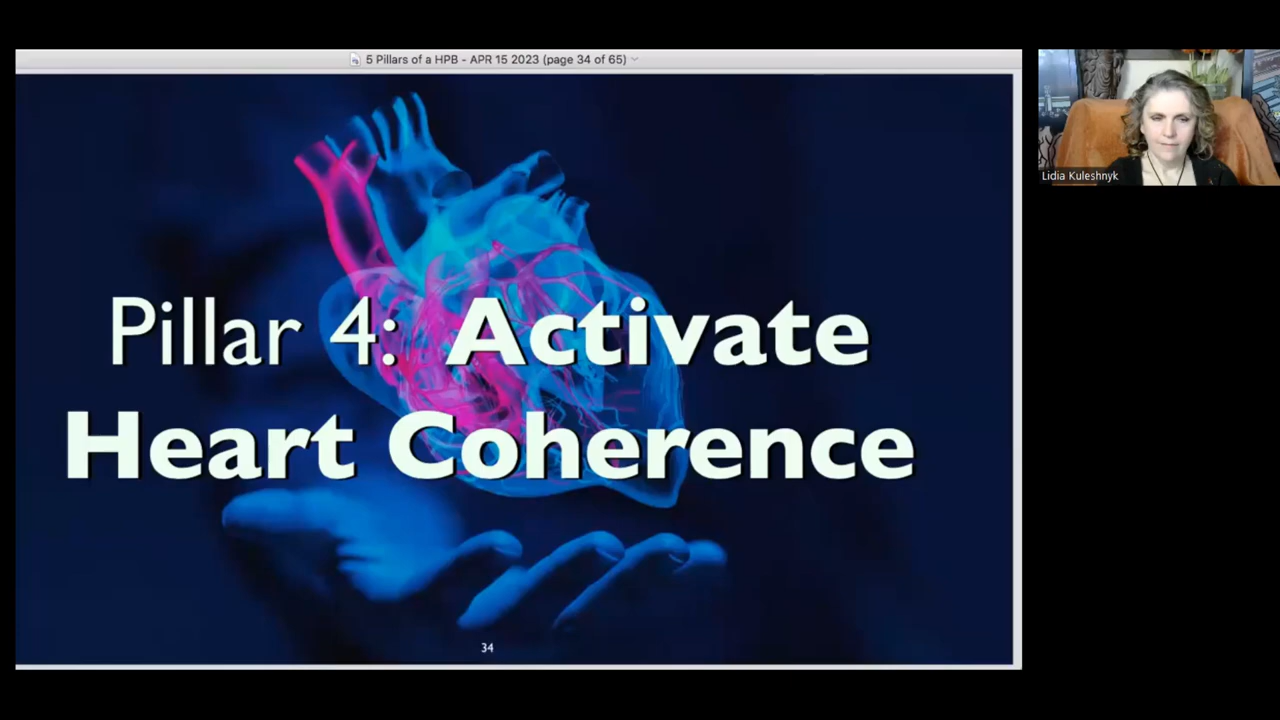 5 Pillars of a HPB - APR 15 2023 (page 34 of 65)
Pillar 4: Activate
Heart Coherence
34
Lidia Kuleshnyk